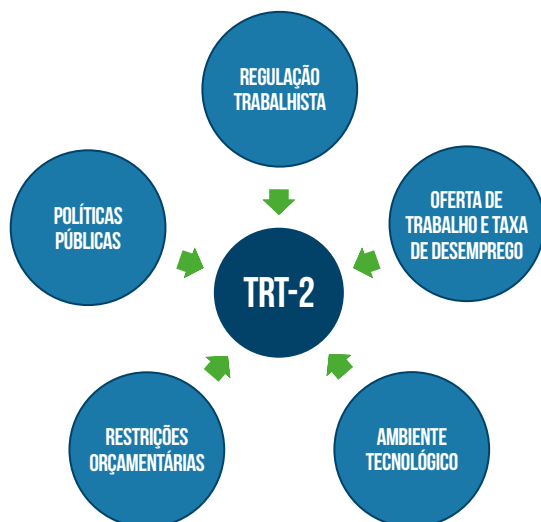 REGULAÇÃO
TRABALHISTA
POLÍTICAS
PÚBLICAS
OFERTA DE
TRABALHO E TAXA
DE DESEMPREGO
TRT-2
RESTRIÇÕES
ORÇAMENTÁRIAS
AMBIENTE
TECNOLÓGICO